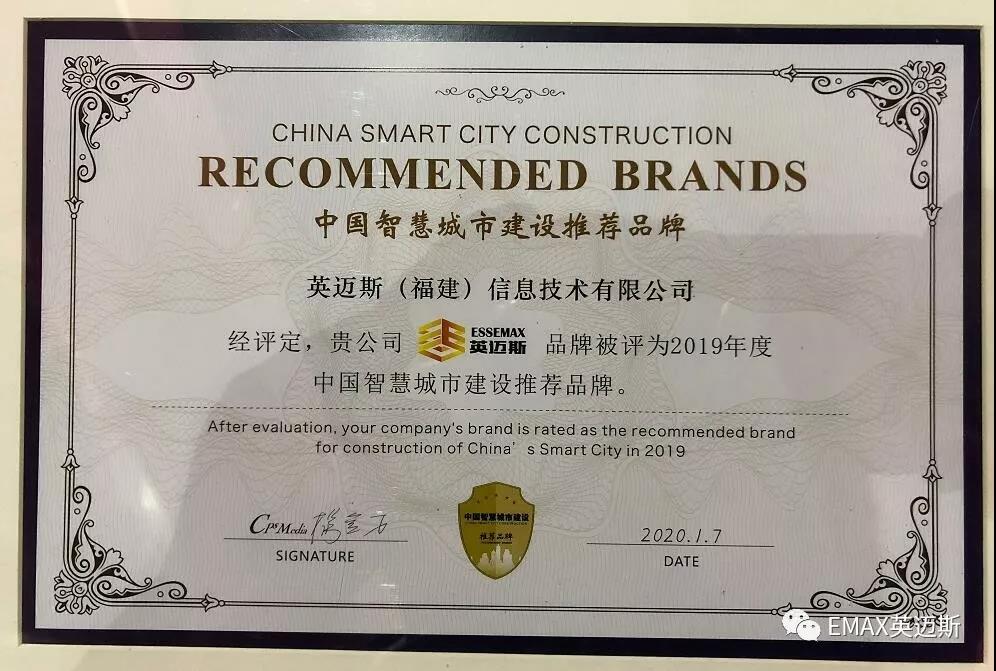 CHINA SMART CITY CONSTRUCTION
RECOMMENDED BRANDS
中国智慧城市建设推荐品牌
英迈斯（福建）信息技术有限公司
经评定，贵公司 ESSEMAX 英迈斯 品牌被评为2019年度
中国智慧城市建设推荐品牌。
After evaluation, your company's brand is rated as the recommended brand
for construction of China's Smart City in 2019
CPS Media
SIGNATURE
中国智慧城市建设
推荐品牌
2020.1.7
DATE
EMAX英迈斯